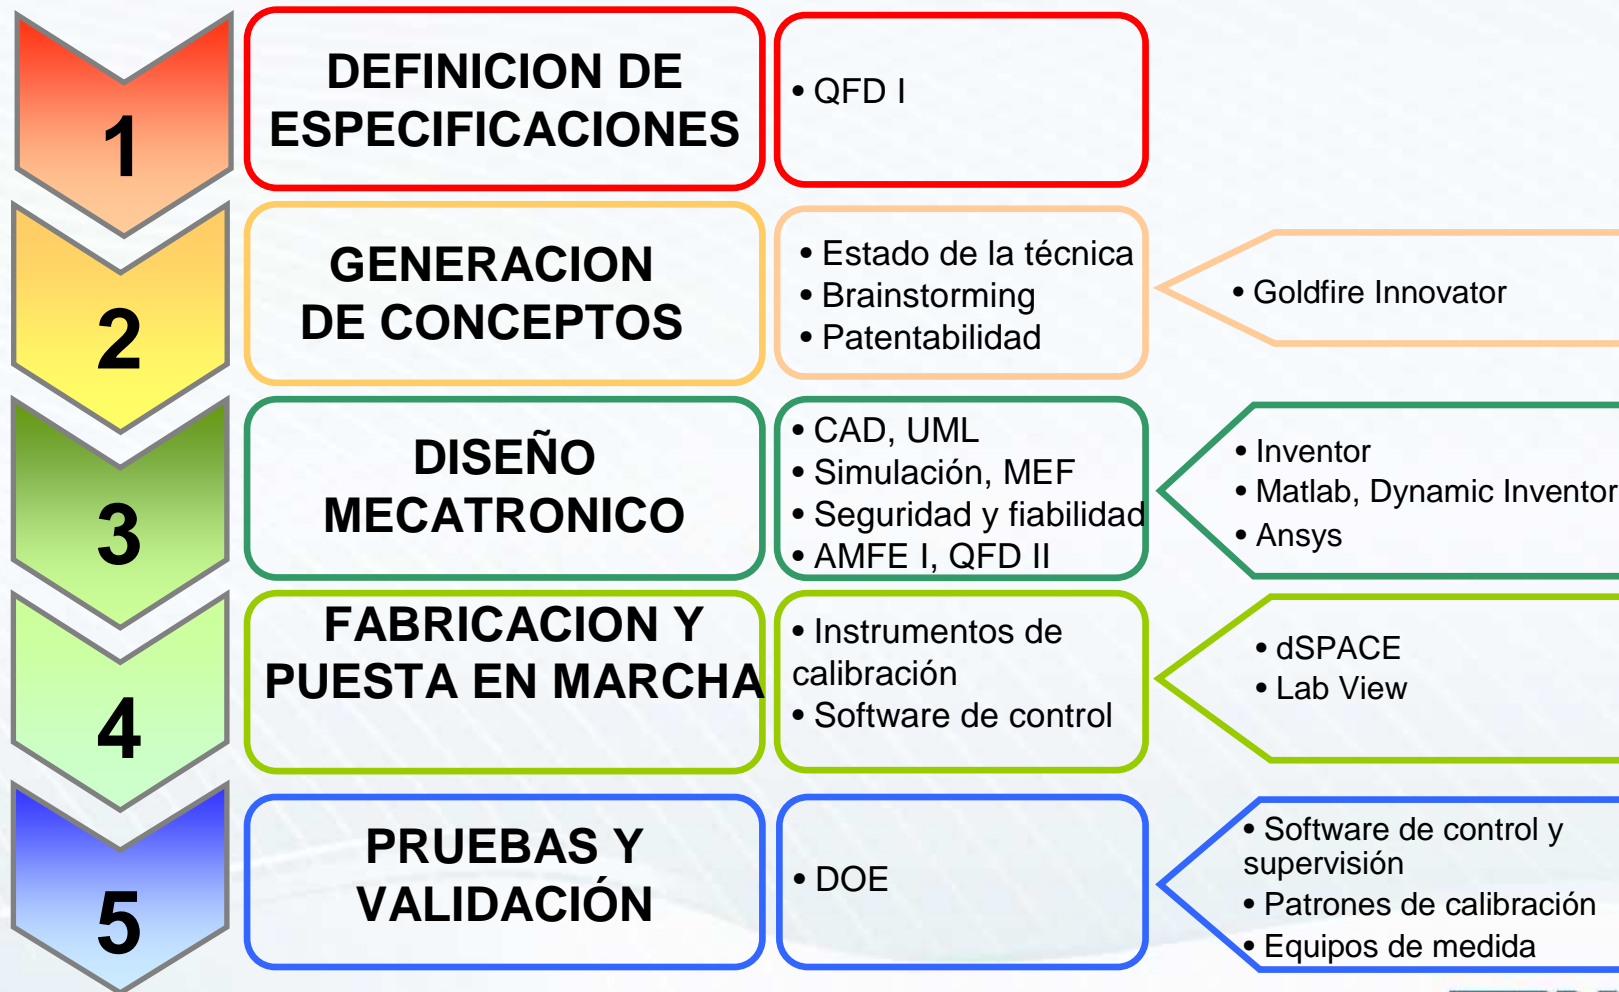 1
DEFINICION DE
ESPECIFICACIONES
• QFD I
2
GENERACION
DE CONCEPTOS
• Estado de la técnica
• Brainstorming
• Patentabilidad
• Goldfire Innovator
3
DISEÑO
MECATRONICO
• CAD, UML
• Simulación, MEF
• Seguridad y fiabilidad
• AMFE I, QFD II
• Inventor
• Matlab, Dynamic Inventor
• Ansys
4
FABRICACION Y
PUESTA EN MARCHA
• Instrumentos de
calibración
• Software de control
• dSPACE
• Lab View
5
PRUEBAS Y
VALIDACIÓN
• DOE
• Software de control y
supervisión
• Patrones de calibración
• Equipos de medida